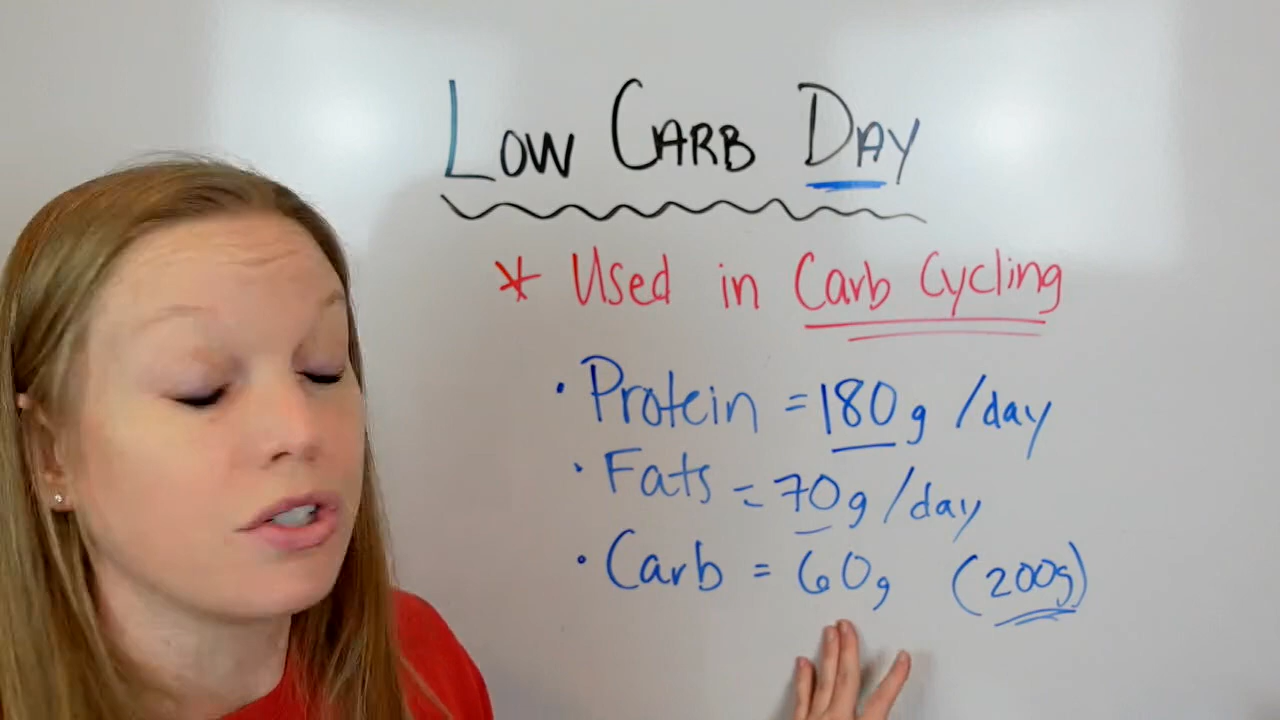 LOW CARB DAY
* Used in Carb Cycling
• Protein = 180g /day
• Fats = 70g /day
• Carb = 60g (200g)